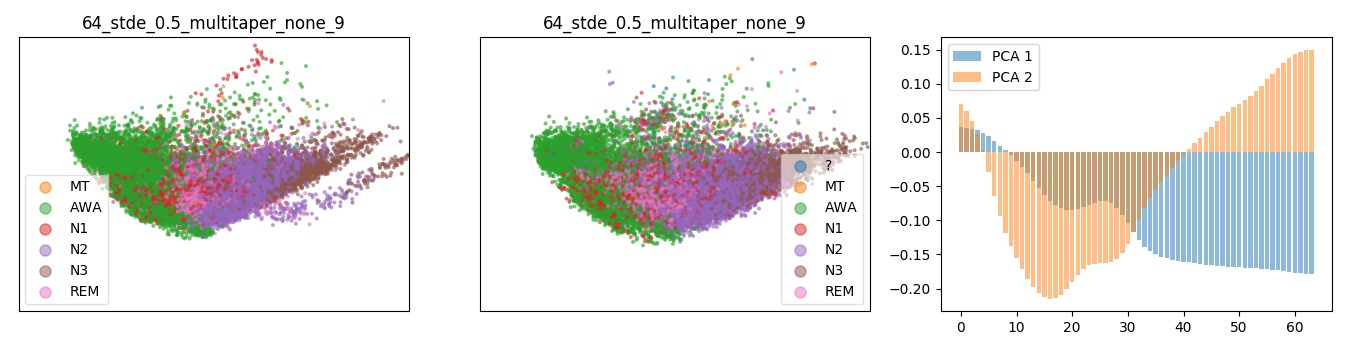 64_stde_0.5_multitaper_none_9
MT
AWA
N1
N2
N3
REM
64_stde_0.5_multitaper_none_9
?
MT
AWA
N1
N2
N3
REM
PCA 1
PCA 2
0.15
0.10
0.05
0.00
−0.05
−0.10
−0.15
−0.20
0 10 20 30 40 50 60